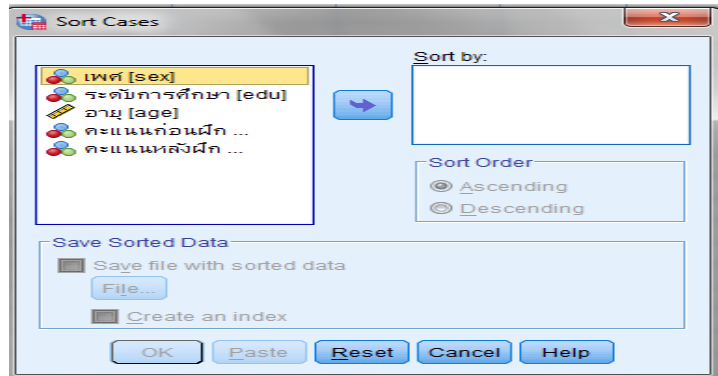 Sort Cases
Sort by:
เพศ [sex]
ระดับการศึกษา [edu]
อายุ [age]
คะแนนก่อนฝึก ...
คะแนนหลังฝึก ...
Sort Order
Ascending
Descending
Save Sorted Data
Save file with sorted data
File...
Create an index
OK Paste Reset Cancel Help